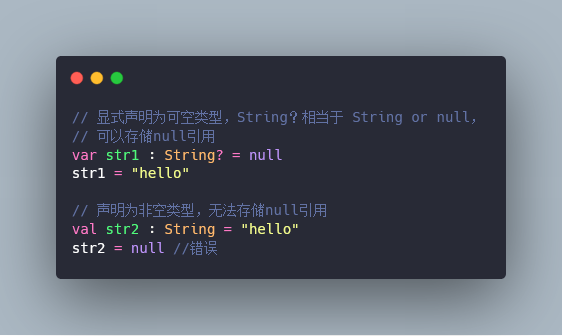 // 显式声明为可空类型，String？相当于 String or null，
// 可以存储null引用
var str1 : String? = null
str1 = "hello"
// 声明为非空类型，无法存储null引用
val str2 : String = "hello"
str2 = null //错误